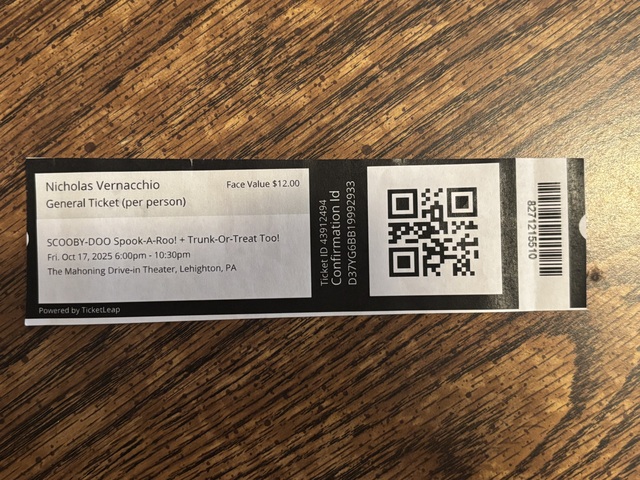 Nicholas Vernacchio
Face Value $12.00
General Ticket (per person)
SCOOBY-DOO Spook-A-Roo! + Trunk-Or-Treat Too!
Fri. Oct 17, 2025 6:00pm - 10:30pm
The Mahoning Drive-in Theater, Lehighton, PA
Powered by TicketLeap
Ticket ID 43912494
Confirmation Id
D37YG6BB19992933
8271215510